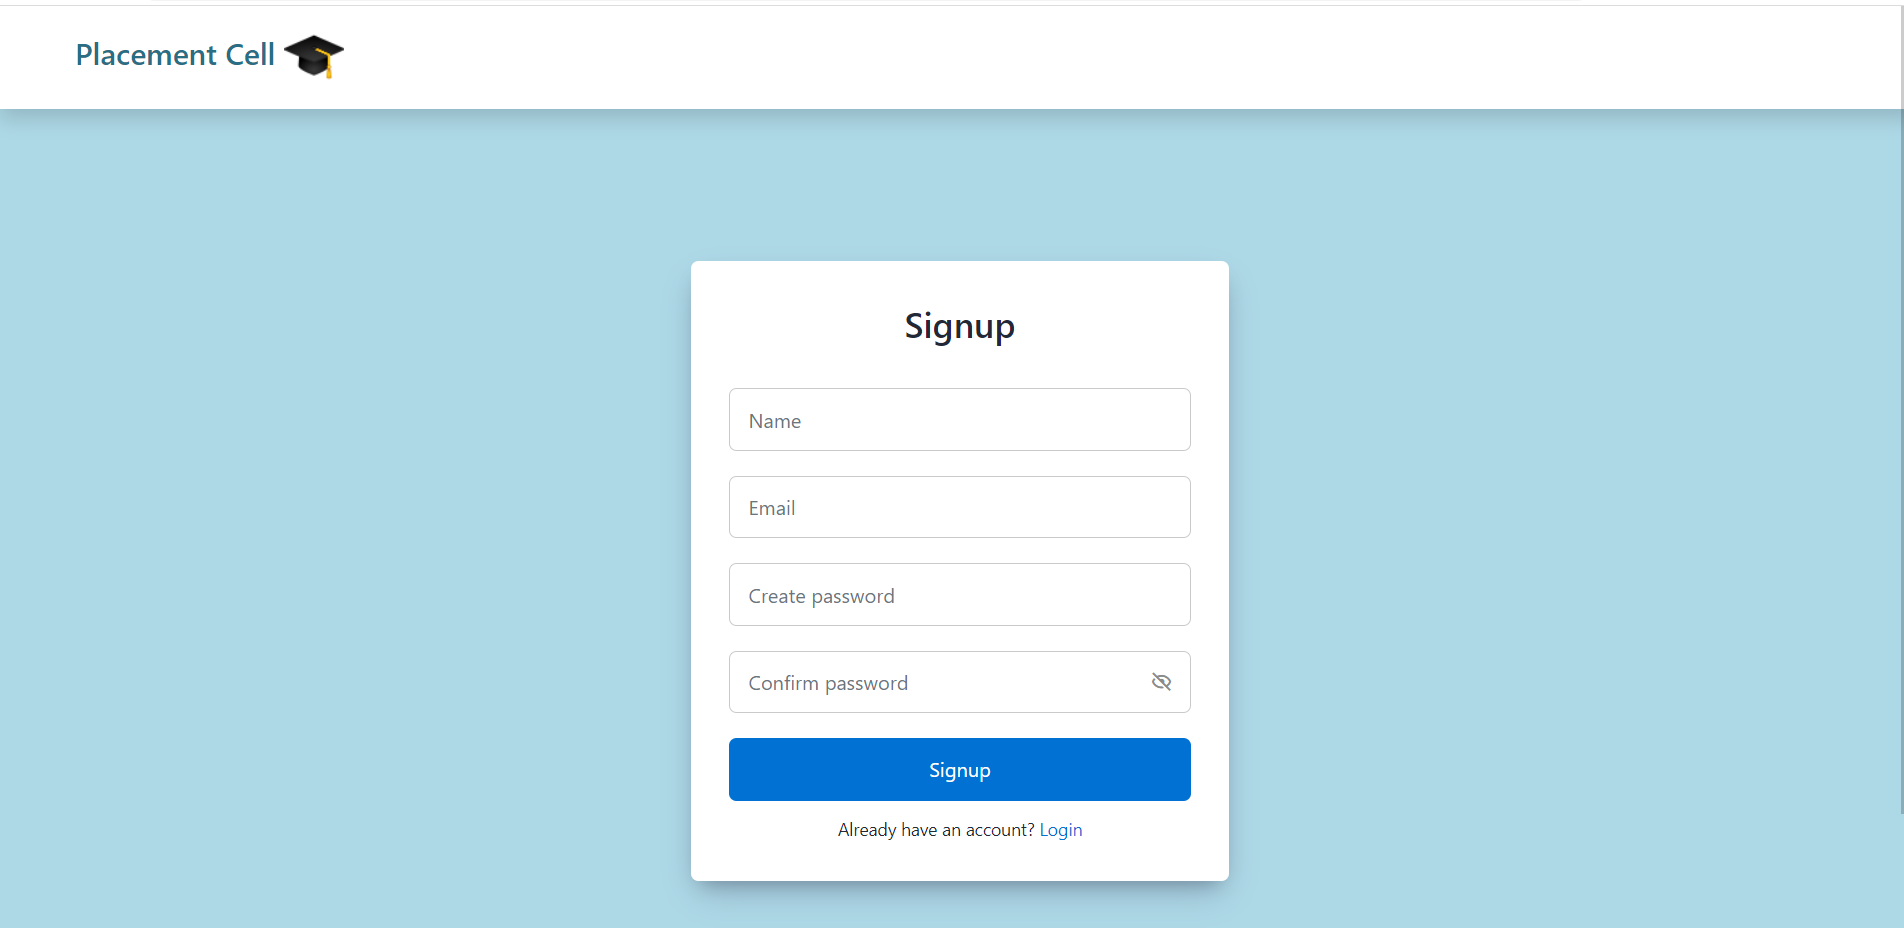 Placement Cell
Signup
Name
Email
Create password
Confirm password
Signup
Already have an account? Login